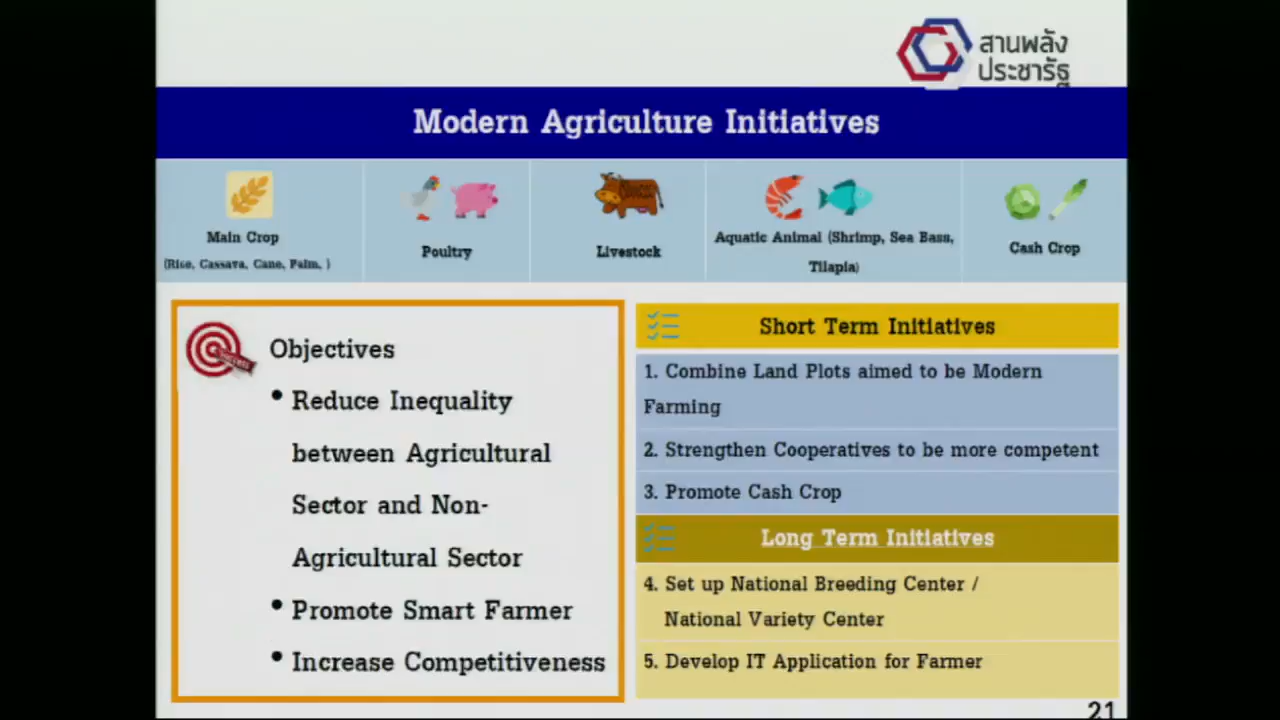 สานพลัง
ประชารัฐ
Modern Agriculture Initiatives
Main Crop
(Rice, Cassava, Cane, Palm, )
Poultry
Livestock
Aquatic Animal (Shrimp, Sea Bass,
Tilapia)
Cash Crop
Success
Objectives
• Reduce Inequality
between Agricultural
Sector and Non-
Agricultural Sector
• Promote Smart Farmer
• Increase Competitiveness
Short Term Initiatives
1. Combine Land Plots aimed to be Modern
Farming
2. Strengthen Cooperatives to be more competent
3. Promote Cash Crop
Long Term Initiatives
4. Set up National Breeding Center /
National Variety Center
5. Develop IT Application for Farmer
21